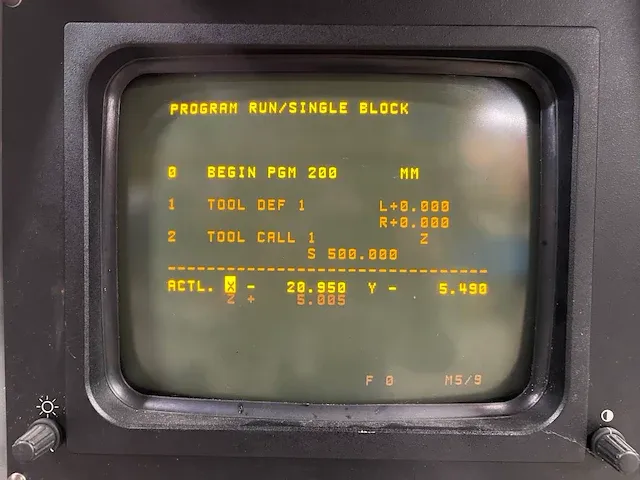 PROGRAM RUN/SINGLE BLOCK
0 BEGIN PGM 200 MM
1 TOOL DEF 1 L+0.000
R+0.000
2 TOOL CALL 1 Z
S 500.000
ACTL. X - 20.950 Y - 5.490
Z + 5.005
F 0 M5/9